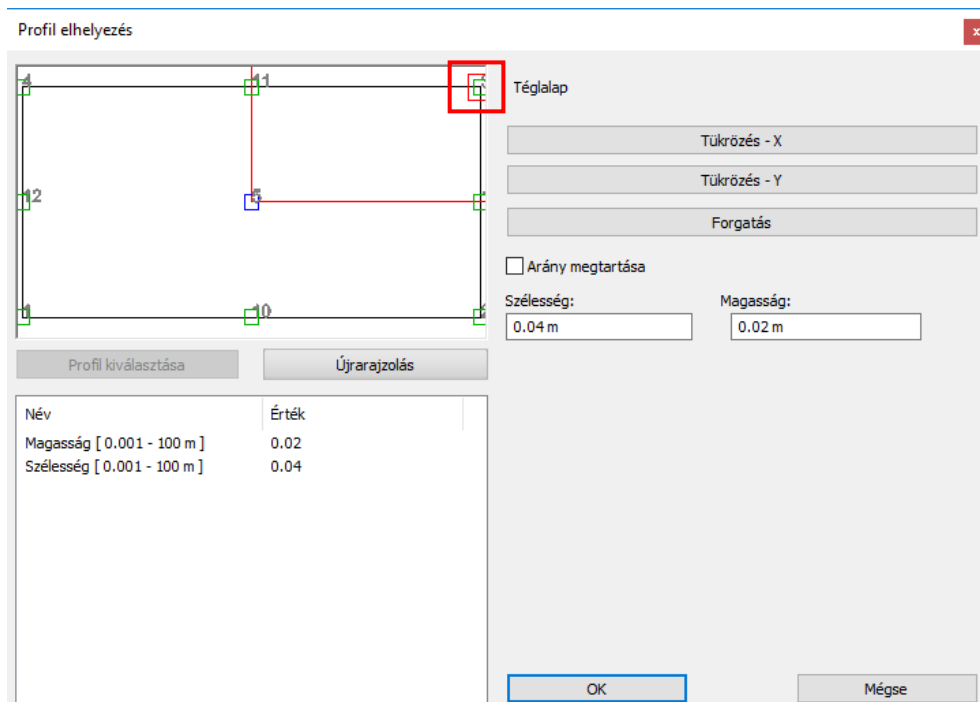 Profil elhelyezés
x
4
11
Téglalap
Tükrözés - X
12
5
Tükrözés - Y
Forgatás
Arány megtartása
Szélesség:
Magasság:
1
10
0.04 m
0.02 m
Profil kiválasztása
Újrarajzolás
Név
Érték
Magasság [ 0.001 - 100 m ]
0.02
Szélesség [ 0.001 - 100 m ]
0.04
OK
Mégse